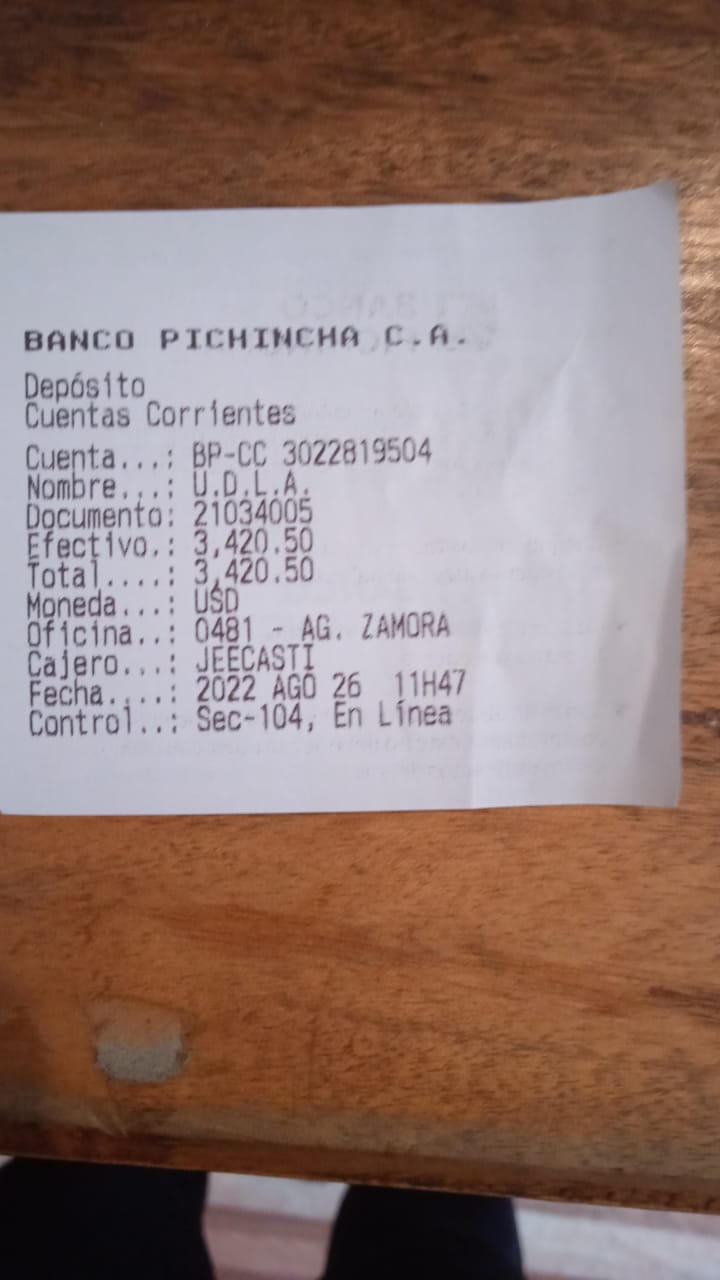 BANCO PICHINCHA C.A.
Depósito
Cuentas Corrientes
Cuenta...: BP-CC 3022819504
Nombre...: U.D.L.A.
Documento: 21034005
Efectivo.: 3,420.50
Total....: 3,420.50
Moneda...: USD
Oficina..: 0481 - AG. ZAMORA
Cajero...: JEECASTI
Fecha....: 2022 AGO 26 11H47
Control..: Sec-104, En Línea